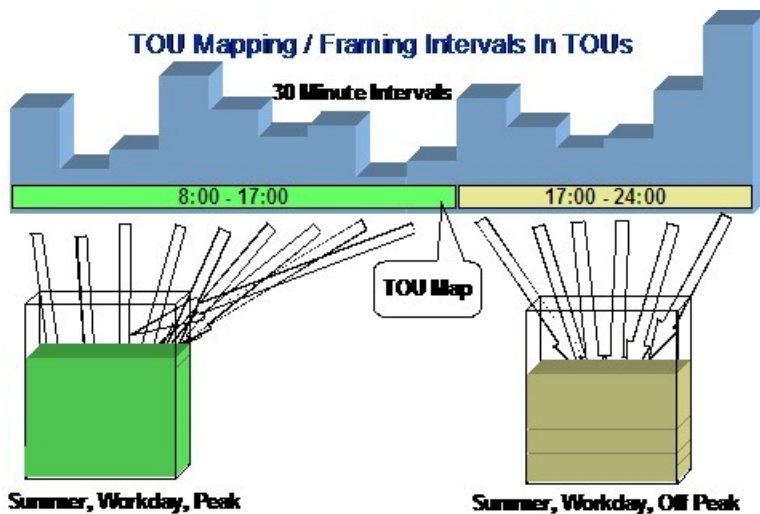 TOU Mapping / Framing Intervals In TOUs
30 Minute Intervals
8:00 - 17:00
17:00 - 24:00
TOU Map
Summer, Workday, Peak
Summer, Workday, Off Peak